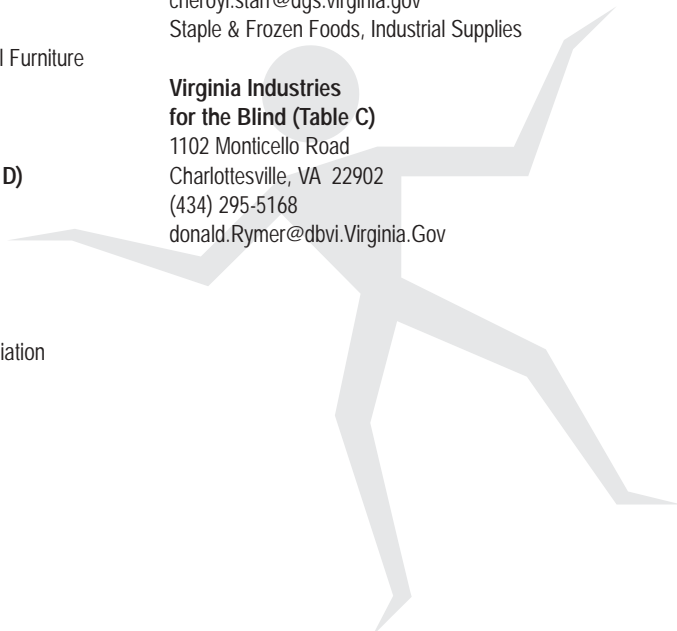 l Furniture
D)
iation
Staple & Frozen Foods, Industrial Supplies
Virginia Industries
for the Blind (Table C)
1102 Monticello Road
Charlottesville, VA 22902
(434) 295-5168
donald.Rymer@dbvi.Virginia.Gov